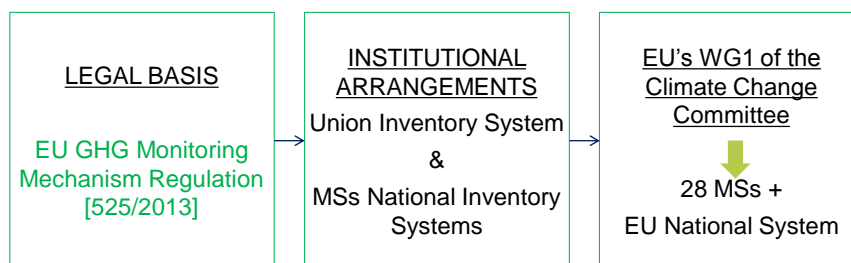 LEGAL BASIS
EU GHG Monitoring
Mechanism Regulation
[525/2013]
INSTITUTIONAL
ARRANGEMENTS
Union Inventory System
&
MSs National Inventory
Systems
EU’s WG1 of the
Climate Change
Committee
28 MSs +
EU National System